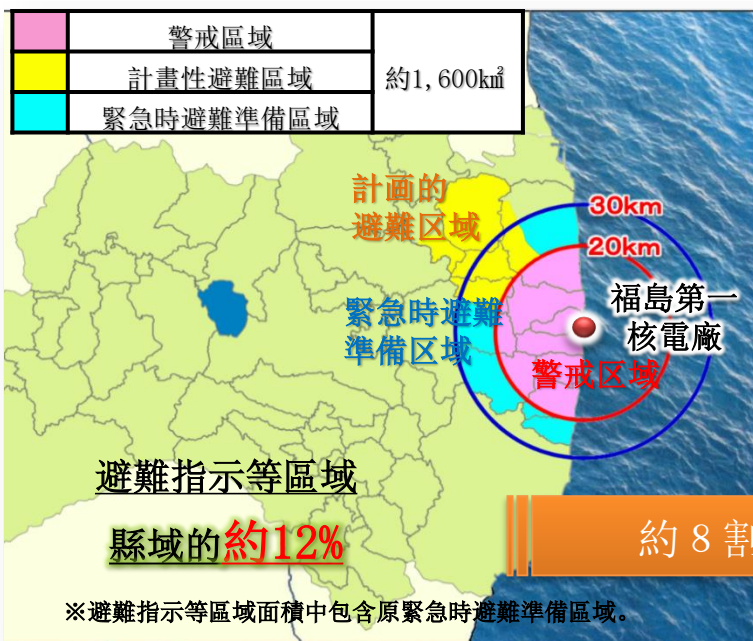 警戒區域
計畫性避難區域
緊急時避難準備區域
約1,600㎢
計画的
避難区域
30km
20km
福島第一
核電廠
緊急時避難
準備区域
警戒区域
避難指示等區域
縣域的約12%
約８割
※避難指示等區域面積中包含原緊急時避難準備區域。